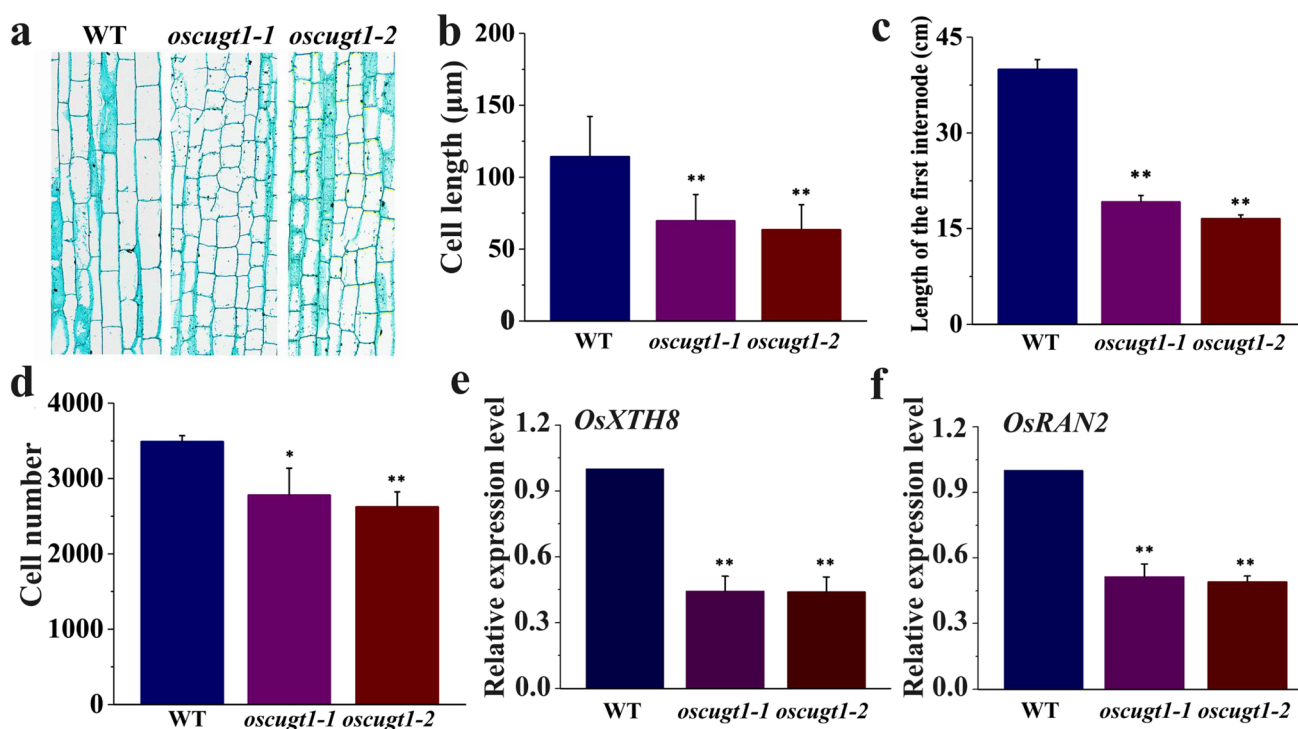 a
WT oscugt1-1 oscugt1-2
b
Cell length (μm)
200
150
100
50
0
**
**
WT oscugt1-1 oscugt1-2
c
Length of the first internode (cm)
45
30
15
0
**
**
WT oscugt1-1 oscugt1-2
d
Cell number
4000
3000
2000
1000
0
*
**
WT oscugt1-1 oscugt1-2
e
OsXTH8
Relative expression level
1.2
0.9
0.6
0.3
0.0
**
**
WT oscugt1-1 oscugt1-2
f
OsRAN2
Relative expression level
1.2
0.9
0.6
0.3
0.0
**
**
WT oscugt1-1 oscugt1-2